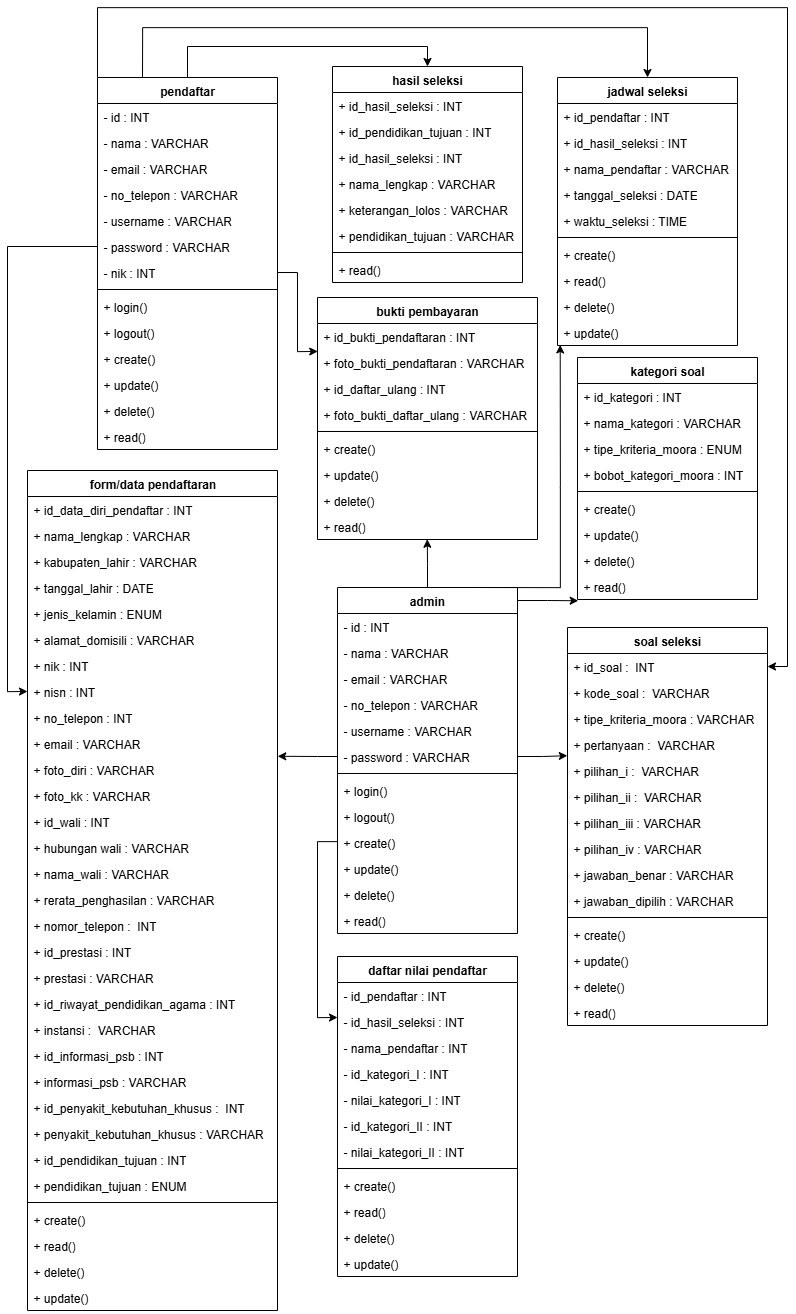 pendaftar
- id : INT
- nama : VARCHAR
- email : VARCHAR
- no_telepon : VARCHAR
- username : VARCHAR
- password : VARCHAR
- nik : INT
+ login()
+ logout()
+ create()
+ update()
+ delete()
+ read()
hasil seleksi
+ id_hasil_seleksi : INT
+ id_pendidikan_tujuan : INT
+ id_hasil_seleksi : INT
+ nama_lengkap : VARCHAR
+ keterangan_lolos : VARCHAR
+ pendidikan_tujuan : VARCHAR
+ read()
jadwal seleksi
+ id_pendaftar : INT
+ id_hasil_seleksi : INT
+ nama_pendaftar : VARCHAR
+ tanggal_seleksi : DATE
+ waktu_seleksi : TIME
+ create()
+ read()
+ delete()
+ update()
bukti pembayaran
+ id_bukti_pendaftaran : INT
+ foto_bukti_pendaftaran : VARCHAR
+ id_daftar_ulang : INT
+ foto_bukti_daftar_ulang : VARCHAR
+ create()
+ update()
+ delete()
+ read()
kategori soal
+ id_kategori : INT
+ nama_kategori : VARCHAR
+ tipe_kriteria_moora : ENUM
+ bobot_kategori_moora : INT
+ create()
+ update()
+ delete()
+ read()
form/data pendaftaran
+ id_data_diri_pendaftar : INT
+ nama_lengkap : VARCHAR
+ kabupaten_lahir : VARCHAR
+ tanggal_lahir : DATE
+ jenis_kelamin : ENUM
+ alamat_domisili : VARCHAR
+ nik : INT
+ nisn : INT
+ no_telepon : INT
+ email : VARCHAR
+ foto_diri : VARCHAR
+ foto_kk : VARCHAR
+ id_wali : INT
+ hubungan wali : VARCHAR
+ nama_wali : VARCHAR
+ rerata_penghasilan : VARCHAR
+ nomor_telepon : INT
+ id_prestasi : INT
+ prestasi : VARCHAR
+ id_riwayat_pendidikan_agama : INT
+ instansi : VARCHAR
+ id_informasi_psb : INT
+ informasi_psb : VARCHAR
+ id_penyakit_kebutuhan_khusus : INT
+ penyakit_kebutuhan_khusus : VARCHAR
+ id_pendidikan_tujuan : INT
+ pendidikan_tujuan : ENUM
+ create()
+ read()
+ delete()
+ update()
admin
- id : INT
- nama : VARCHAR
- email : VARCHAR
- no_telepon : VARCHAR
- username : VARCHAR
- password : VARCHAR
+ login()
+ logout()
+ create()
+ update()
+ delete()
+ read()
soal seleksi
+ id_soal : INT
+ kode_soal : VARCHAR
+ tipe_kriteria_moora : VARCHAR
+ pertanyaan : VARCHAR
+ pilihan_i : VARCHAR
+ pilihan_ii : VARCHAR
+ pilihan_iii : VARCHAR
+ pilihan_iv : VARCHAR
+ jawaban_benar : VARCHAR
+ jawaban_dipilih : VARCHAR
+ create()
+ update()
+ delete()
+ read()
daftar nilai pendaftar
- id_pendaftar : INT
- id_hasil_seleksi : INT
- nama_pendaftar : INT
- id_kategori_I : INT
- nilai_kategori_I : INT
- id_kategori_II : INT
- nilai_kategori_II : INT
+ create()
+ read()
+ delete()
+ update()